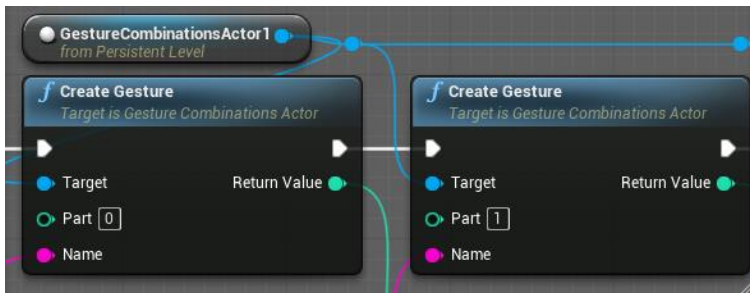 GestureCombinationsActor1
from Persistent Level
f Create Gesture
Target is Gesture Combinations Actor
Target
Return Value
Part 0
Name
f Create Gesture
Target is Gesture Combinations Actor
Target
Return Value
Part 1
Name